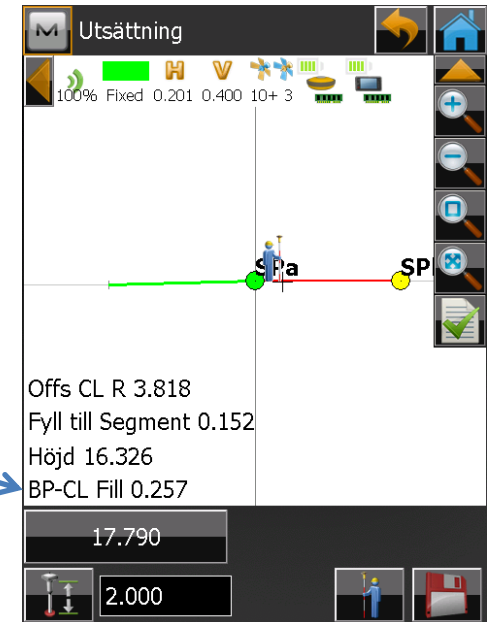 M Utsättning
H V
100% Fixed 0.201 0.400 10+ 3
SPa
Offs CL R 3.818
Fyll till Segment 0.152
Höjd 16.326
BP-CL Fill 0.257
17.790
2.000